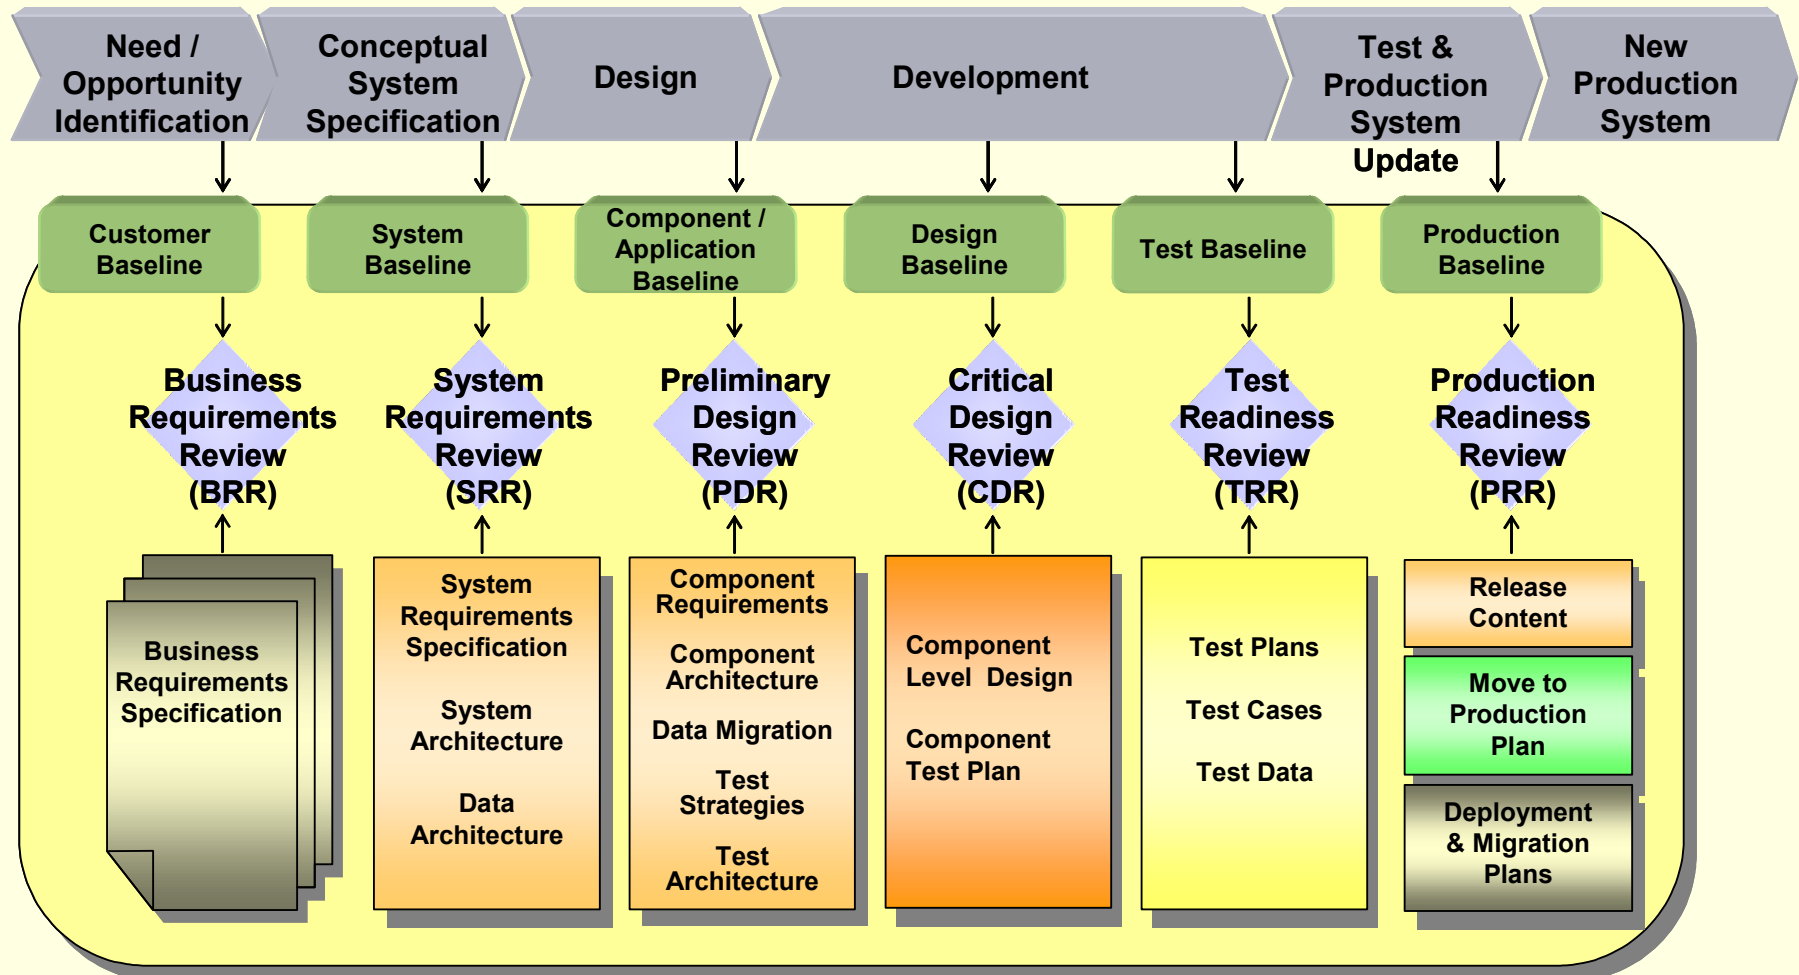 Need /
Opportunity
Identification
Conceptual
System
Specification
Design
Development
Test &
Production
System
Update
New
Production
System
Customer
Baseline
System
Baseline
Component /
Application
Baseline
Design
Baseline
Test Baseline
Production
Baseline
Business
Requirements
Review
(BRR)
System
Requirements
Review
(SRR)
Preliminary
Design
Review
(PDR)
Critical
Design
Review
(CDR)
Test
Readiness
Review
(TRR)
Production
Readiness
Review
(PRR)
Business
Requirements
Specification
System
Requirements
Specification
System
Architecture
Data
Architecture
Component
Requirements
Component
Architecture
Data Migration
Test
Strategies
Test
Architecture
Component
Level Design
Component
Test Plan
Test Plans
Test Cases
Test Data
Release
Content
Move to
Production
Plan
Deployment
& Migration
Plans